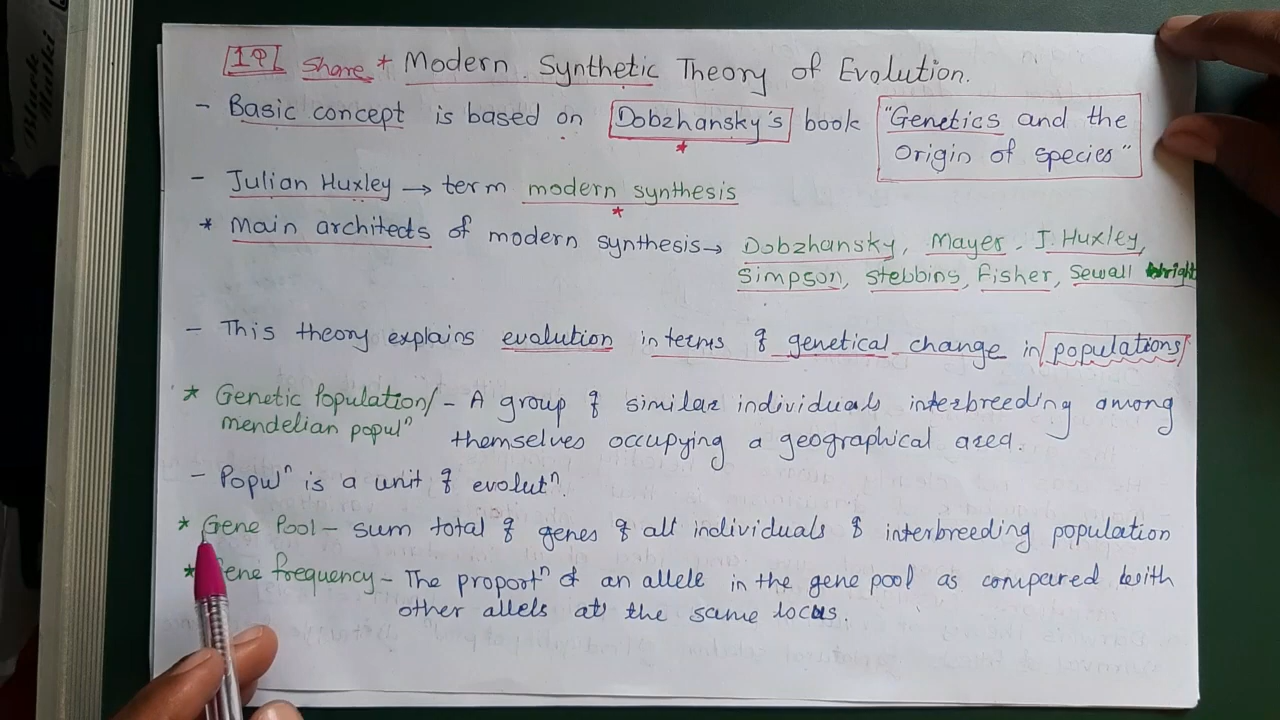 1Q Share * Modern Synthetic Theory of Evolution.
- Basic concept is based on Dobzhansky's book "Genetics and the
Origin of species"
- Julian Huxley → term modern synthesis
*
* Main architects of modern synthesis → Dobzhansky, Mayer, J. Huxley,
Simpson, Stebbins, Fisher, Sewall Wright
- This theory explains evolution in terms of genetical change in populations
* Genetic Population/ - A group of similar individuals interbreeding among
mendelian populⁿ themselves occupying a geographical area.
- Populⁿ is a unit of evolutⁿ.
* Gene Pool - sum total of genes of all individuals of interbreeding population
* Gene frequency - The proportⁿ of an allele in the gene pool as compared with
other allels at the same locus.
Black